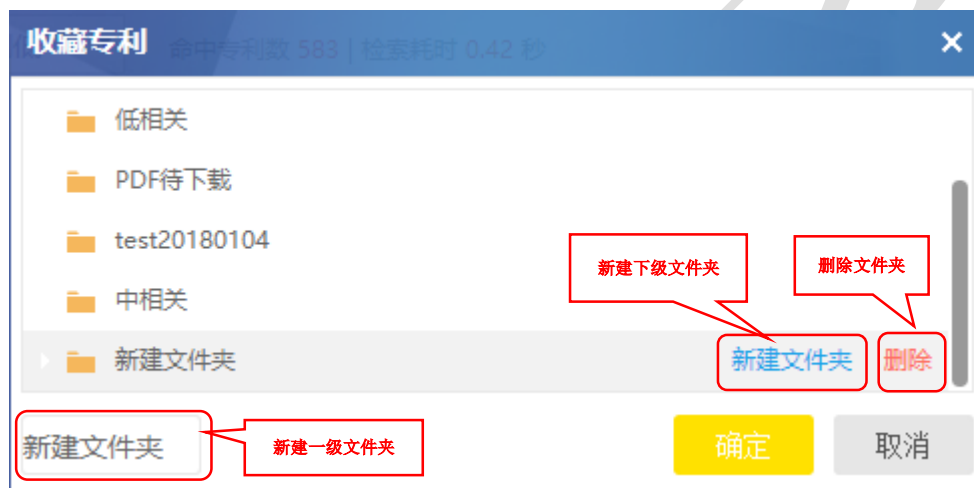 收藏专利
命中专利数 583 | 检索耗时 0.42 秒
×
低相关
PDF待下载
test20180104
新建下级文件夹
删除文件夹
中相关
新建文件夹
新建文件夹
删除
新建文件夹
新建一级文件夹
确定
取消